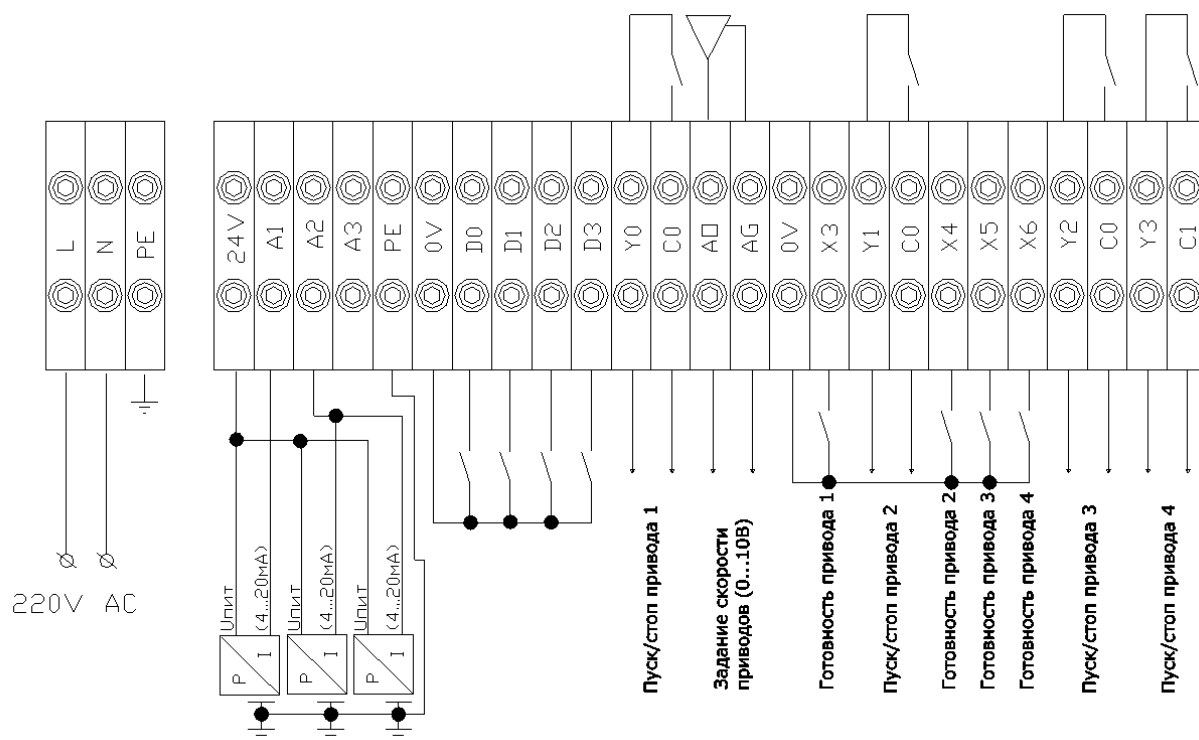 L
N
PE
24V
A1
A2
A3
PE
0V
D0
D1
D2
D3
Y0
C0
AO
AG
0V
X3
Y1
C0
X4
X5
X6
Y2
C0
Y3
C1
220V AC
Uпит
(4...20мА)
Uпит
(4...20мА)
Uпит
(4...20мА)
P
I
P
I
P
I
Пуск/стоп привода 1
Задание скорости
приводов (0...10В)
Готовность привода 1
Пуск/стоп привода 2
Готовность привода 2
Готовность привода 3
Готовность привода 4
Пуск/стоп привода 3
Пуск/стоп привода 4